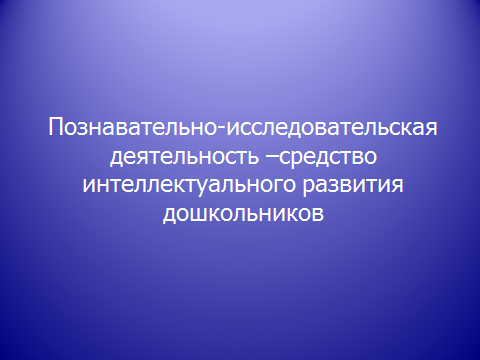 Познавательно-исследовательская
деятельность –средство
интеллектуального развития
дошкольников